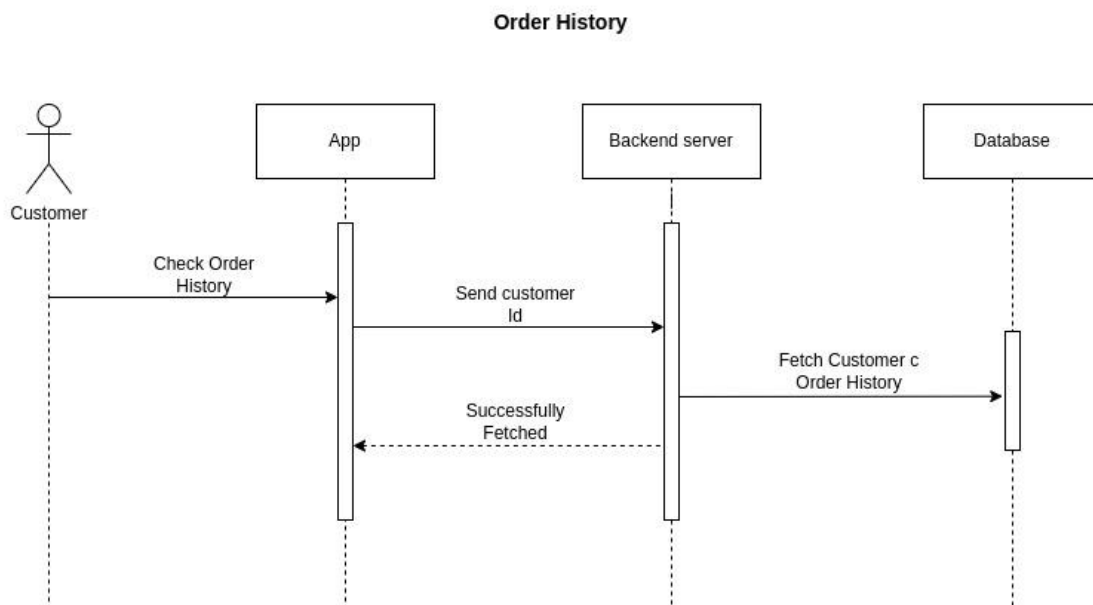 Order History
App
Backend server
Database
Customer
Check Order
History
Send customer
Id
Fetch Customer c
Order History
Successfully
Fetched